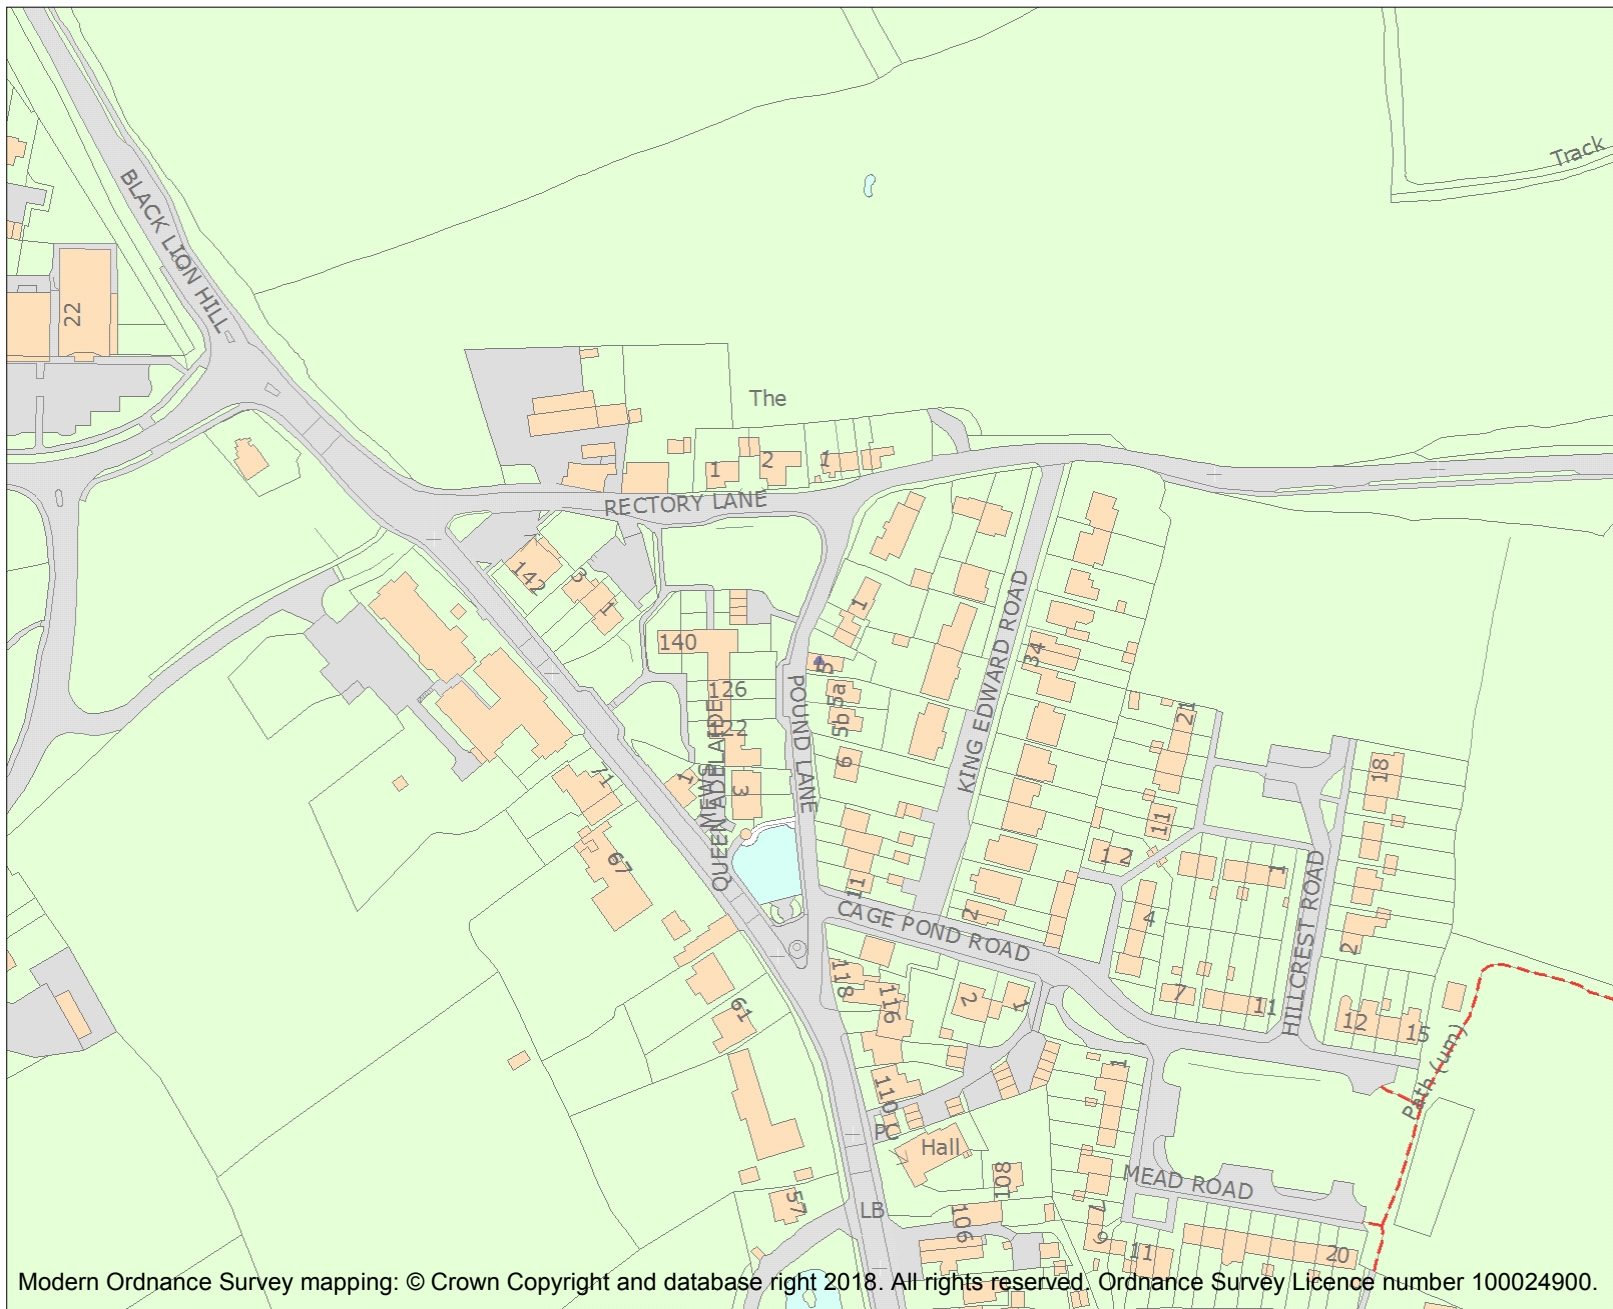 Track
BLACK LION HILL
22
The
1
2
1
RECTORY LANE
142
3
1
1
140
34
5
126
5a
122
5b
21
POUND LANE
KING EDWARD ROAD
6
71
1
3
QUEEN ADELAIDE
MEWS
18
11
12
67
11
1
CAGE POND ROAD
2
4
HILLCREST ROAD
2
118
116
2
1
7
11
12
15
61
Path (um)
110
1
PC
Hall
108
MEAD ROAD
57
LB
106
7
9
11
20
Modern Ordnance Survey mapping: © Crown Copyright and database right 2018. All rights reserved. Ordnance Survey Licence number 100024900.